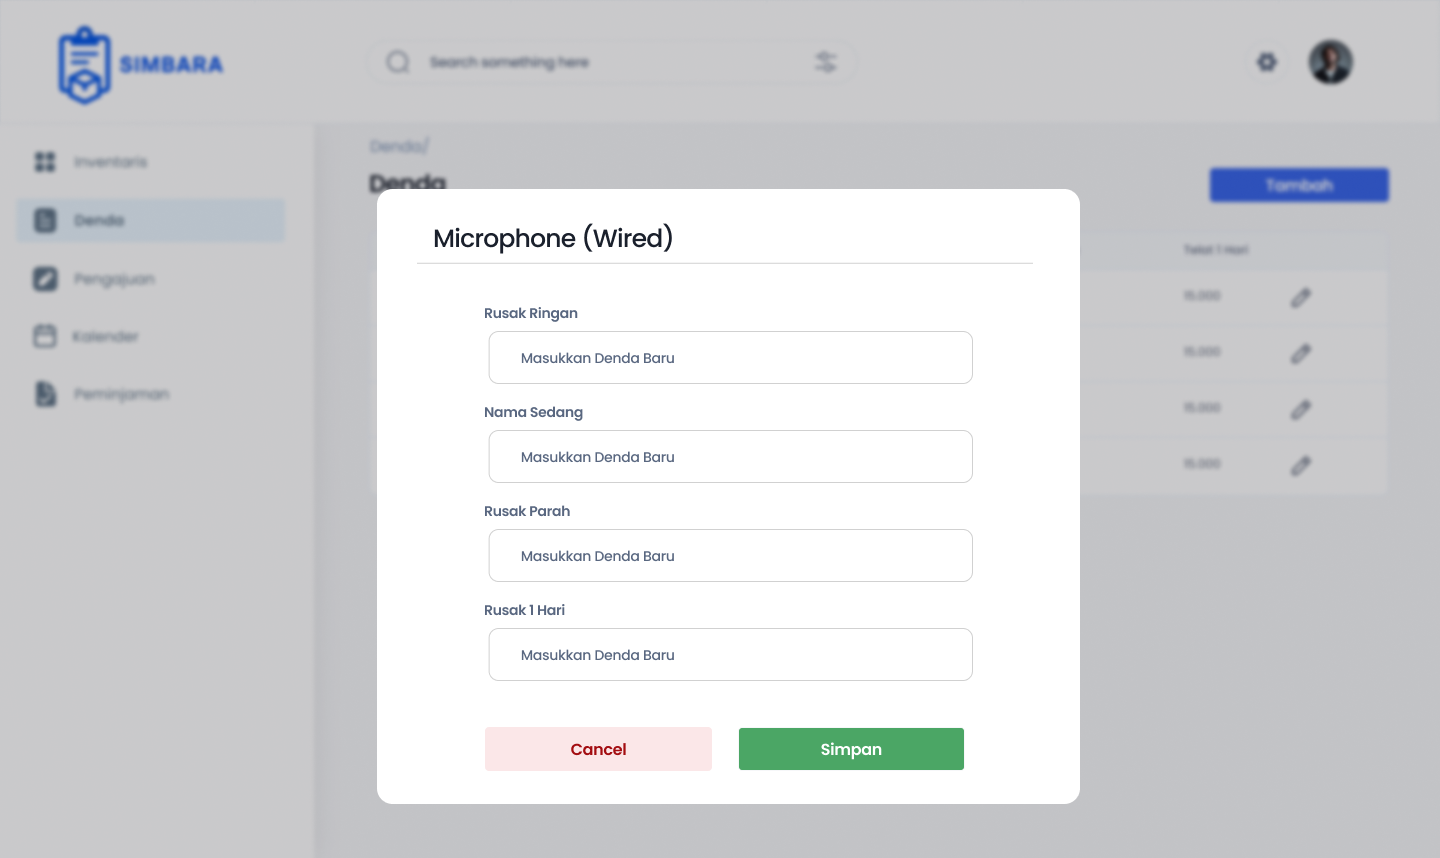 SIMBARA
Search something here
Inventaris
Denda
Pengajuan
Kalender
Peminjaman
Denda/
Denda
Tambah
Telat 1 Hari
15.000
15.000
15.000
15.000
Microphone (Wired)
Rusak Ringan
Masukkan Denda Baru
Nama Sedang
Masukkan Denda Baru
Rusak Parah
Masukkan Denda Baru
Rusak 1 Hari
Masukkan Denda Baru
Cancel
Simpan